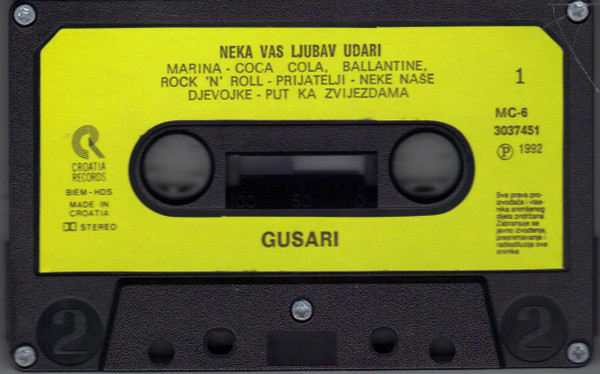 NEKA VAS LJUBAV UDARI
MARINA - COCA COLA, BALLANTINE,
ROCK 'N' ROLL - PRIJATELJI - NEKE NAŠE
DJEVOJKE - PUT KA ZVIJEZDAMA
1
MC-6
3037451
P 1992
CROATIA
RECORDS
BIEM - HDS
MADE IN
CROATIA
STEREO
100 50 0
Sva prava pro-
izvođača i vlas-
nika snimljenog
djela pridržana
Zabranjuje se
javno izvođenje,
presnimavanje i
radiodifuzija ove
snimke
GUSARI
2
2